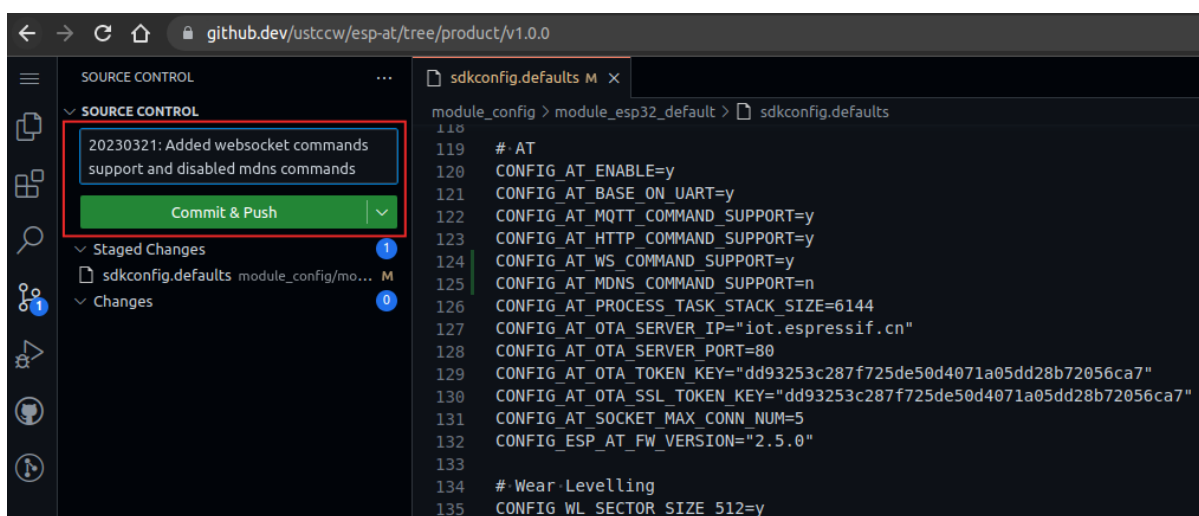 github.dev/ustccw/esp-at/tree/product/v1.0.0
SOURCE CONTROL ...
SOURCE CONTROL
20230321: Added websocket commands
support and disabled mdns commands
Commit & Push
Staged Changes 1
sdkconfig.defaults module_config/mo... M
Changes 0
1
sdkconfig.defaults M
module_config > module_esp32_default > sdkconfig.defaults
118
119 # AT
120 CONFIG_AT_ENABLE=y
121 CONFIG_AT_BASE_ON_UART=y
122 CONFIG_AT_MQTT_COMMAND_SUPPORT=y
123 CONFIG_AT_HTTP_COMMAND_SUPPORT=y
124 CONFIG_AT_WS_COMMAND_SUPPORT=y
125 CONFIG_AT_MDNS_COMMAND_SUPPORT=n
126 CONFIG_AT_PROCESS_TASK_STACK_SIZE=6144
127 CONFIG_AT_OTA_SERVER_IP="iot.espressif.cn"
128 CONFIG_AT_OTA_SERVER_PORT=80
129 CONFIG_AT_OTA_TOKEN_KEY="dd93253c287f725de50d4071a05dd28b72056ca7"
130 CONFIG_AT_OTA_SSL_TOKEN_KEY="dd93253c287f725de50d4071a05dd28b72056ca7"
131 CONFIG_AT_SOCKET_MAX_CONN_NUM=5
132 CONFIG_ESP_AT_FW_VERSION="2.5.0"
133
134 # Wear Levelling
135 CONFIG_WL_SECTOR_SIZE_512=y